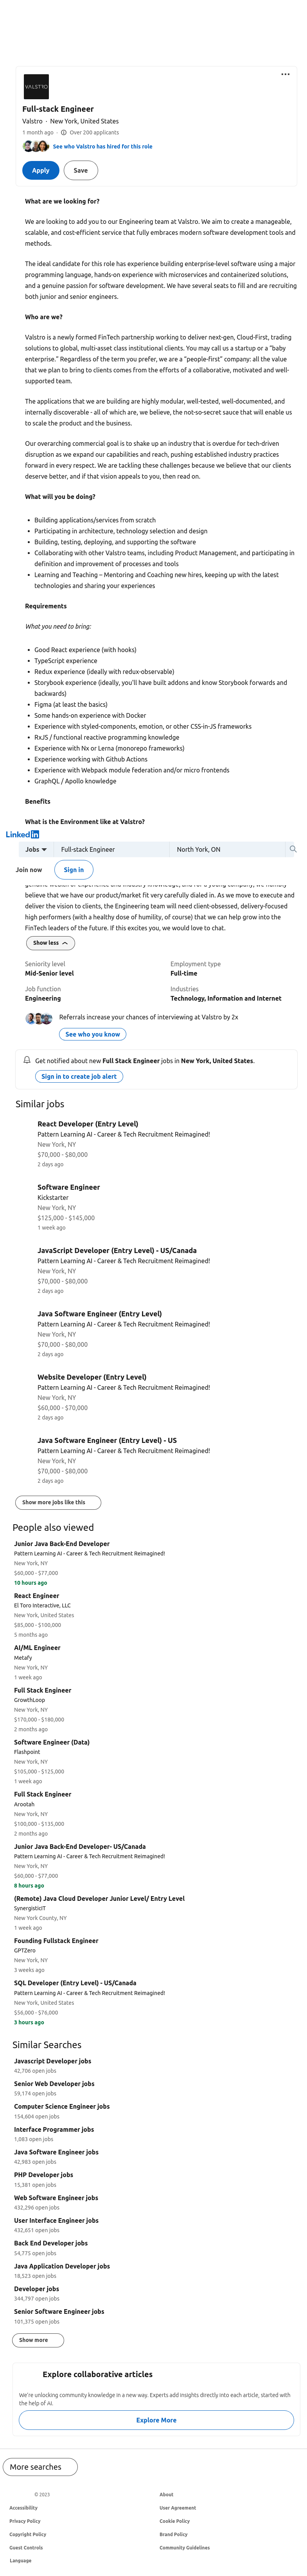 VALSTRO
Full-stack Engineer
Valstro · New York, United States
1 month ago · Over 200 applicants
See who Valstro has hired for this role
Apply
Save
What are we looking for?
We are looking to add you to our Engineering team at Valstro. We aim to create a manageable,
scalable, and cost-efficient service that fully embraces modern software development tools and
methods.
The ideal candidate for this role has experience building enterprise-level software using a major
programming language, hands-on experience with microservices and containerized solutions,
and a genuine passion for software development. We have several seats to fill and are recruiting
both junior and senior engineers.
Who are we?
Valstro is a newly formed FinTech partnership working to deliver next-gen, Cloud-First, trading
solutions to global, multi-asset class institutional clients. You may call us a startup or a "baby
enterprise." Regardless of the term you prefer, we are a "people-first" company: all the value
that we plan to bring to clients comes from the efforts of a collaborative, motivated and well-
supported team.
The applications that we are building are highly modular, well-tested, well-documented, and
internally discoverable - all of which are, we believe, the not-so-secret sauce that will enable us
to scale the product and the business.
Our overarching commercial goal is to shake up an industry that is overdue for tech-driven
disruption as we expand our capabilities and reach, pushing established industry practices
forward in every respect. We are tackling these challenges because we believe that our clients
deserve better, and if that vision appeals to you, then read on.
What will you be doing?
• Building applications/services from scratch
• Participating in architecture, technology selection and design
• Building, testing, deploying, and supporting the software
• Collaborating with other Valstro teams, including Product Management, and participating in
definition and improvement of processes and tools
• Learning and Teaching – Mentoring and Coaching new hires, keeping up with the latest
technologies and sharing your experiences
Requirements
What you need to bring:
• Good React experience (with hooks)
• TypeScript experience
• Redux experience (ideally with redux-observable)
• Storybook experience (ideally, you'll have built addons and know Storybook forwards and
backwards)
• Figma (at least the basics)
• Some hands-on experience with Docker
• Experience with styled-components, emotion, or other CSS-in-JS frameworks
• RxJS / functional reactive programming knowledge
• Experience with Nx or Lerna (monorepo frameworks)
• Experience working with Github Actions
• Experience with Webpack module federation and/or micro frontends
• GraphQL / Apollo knowledge
Benefits
What is the Environment like at Valstro?
LinkedIn
Jobs
Full-stack Engineer
North York, ON
Join now
Sign in
value the vision to clients, the Engineering team will need client-obsession, delivery-focused
high performers (with a healthy dose of humility, of course) that we can help grow into the
FinTech leaders of the future. If this excites you, we would love to chat.
Show less
Seniority level
Mid-Senior level
Employment type
Full-time
Job function
Engineering
Industries
Technology, Information and Internet
Referrals increase your chances of interviewing at Valstro by 2x
See who you know
Get notified about new Full Stack Engineer jobs in New York, United States.
Sign in to create job alert
Similar jobs
React Developer (Entry Level)
Pattern Learning AI - Career & Tech Recruitment Reimagined!
New York, NY
$70,000 - $80,000
2 days ago
Software Engineer
Kickstarter
New York, NY
$125,000 - $145,000
1 week ago
JavaScript Developer (Entry Level) - US/Canada
Pattern Learning AI - Career & Tech Recruitment Reimagined!
New York, NY
$70,000 - $80,000
2 days ago
Java Software Engineer (Entry Level)
Pattern Learning AI - Career & Tech Recruitment Reimagined!
New York, NY
$70,000 - $80,000
2 days ago
Website Developer (Entry Level)
Pattern Learning AI - Career & Tech Recruitment Reimagined!
New York, NY
$60,000 - $70,000
2 days ago
Java Software Engineer (Entry Level) - US
Pattern Learning AI - Career & Tech Recruitment Reimagined!
New York, NY
$70,000 - $80,000
2 days ago
Show more jobs like this
People also viewed
Junior Java Back-End Developer
Pattern Learning AI - Career & Tech Recruitment Reimagined!
New York, NY
$60,000 - $77,000
10 hours ago
React Engineer
El Toro Interactive, LLC
New York, United States
$85,000 - $100,000
5 months ago
AI/ML Engineer
Metafy
New York, NY
1 week ago
Full Stack Engineer
GrowthLoop
New York, NY
$170,000 - $180,000
2 months ago
Software Engineer (Data)
Flashpoint
New York, NY
$105,000 - $125,000
1 week ago
Full Stack Engineer
Arootah
New York, NY
$100,000 - $135,000
2 months ago
Junior Java Back-End Developer- US/Canada
Pattern Learning AI - Career & Tech Recruitment Reimagined!
New York, NY
$60,000 - $77,000
8 hours ago
(Remote) Java Cloud Developer Junior Level/ Entry Level
SynergisticIT
New York County, NY
1 week ago
Founding Fullstack Engineer
GPTZero
New York, NY
3 weeks ago
SQL Developer (Entry Level) - US/Canada
Pattern Learning AI - Career & Tech Recruitment Reimagined!
New York, United States
$56,000 - $76,000
3 hours ago
Similar Searches
Javascript Developer jobs
42,706 open jobs
Senior Web Developer jobs
59,174 open jobs
Computer Science Engineer jobs
154,604 open jobs
Interface Programmer jobs
1,083 open jobs
Java Software Engineer jobs
42,983 open jobs
PHP Developer jobs
15,381 open jobs
Web Software Engineer jobs
432,296 open jobs
User Interface Engineer jobs
432,651 open jobs
Back End Developer jobs
54,775 open jobs
Java Application Developer jobs
18,523 open jobs
Developer jobs
344,797 open jobs
Senior Software Engineer jobs
101,375 open jobs
Show more
Explore collaborative articles
We're unlocking community knowledge in a new way. Experts add insights directly into each article, started with
the help of AI.
Explore More
More searches
© 2023
About
Accessibility
User Agreement
Privacy Policy
Cookie Policy
Copyright Policy
Brand Policy
Guest Controls
Community Guidelines
Language